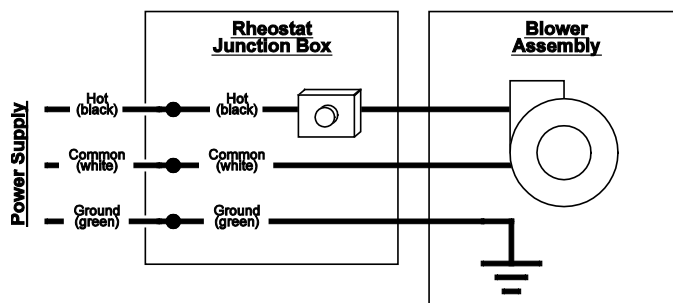 Rheostat
Junction Box
Blower
Assembly
Power Supply
Hot
(black)
Hot
(black)
Common
(white)
Common
(white)
Ground
(green)
Ground
(green)